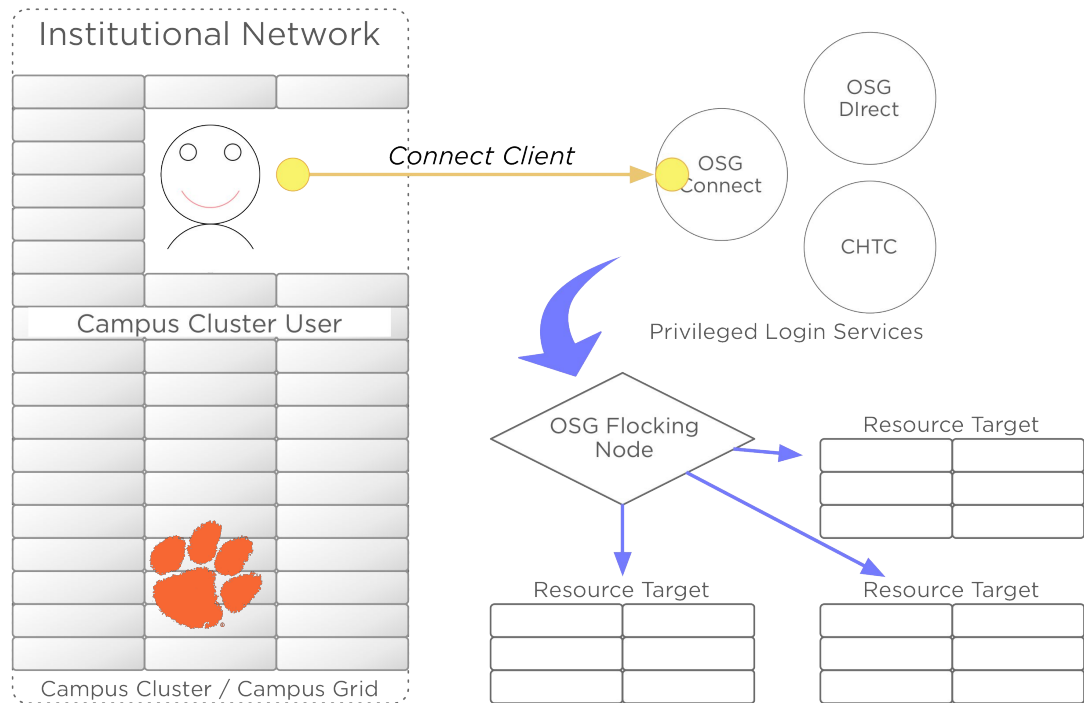 Institutional Network
Connect Client
OSG
DIrect
OSG
Connect
CHTC
Campus Cluster User
Privileged Login Services
OSG Flocking
Node
Resource Target
Resource Target
Resource Target
Campus Cluster / Campus Grid